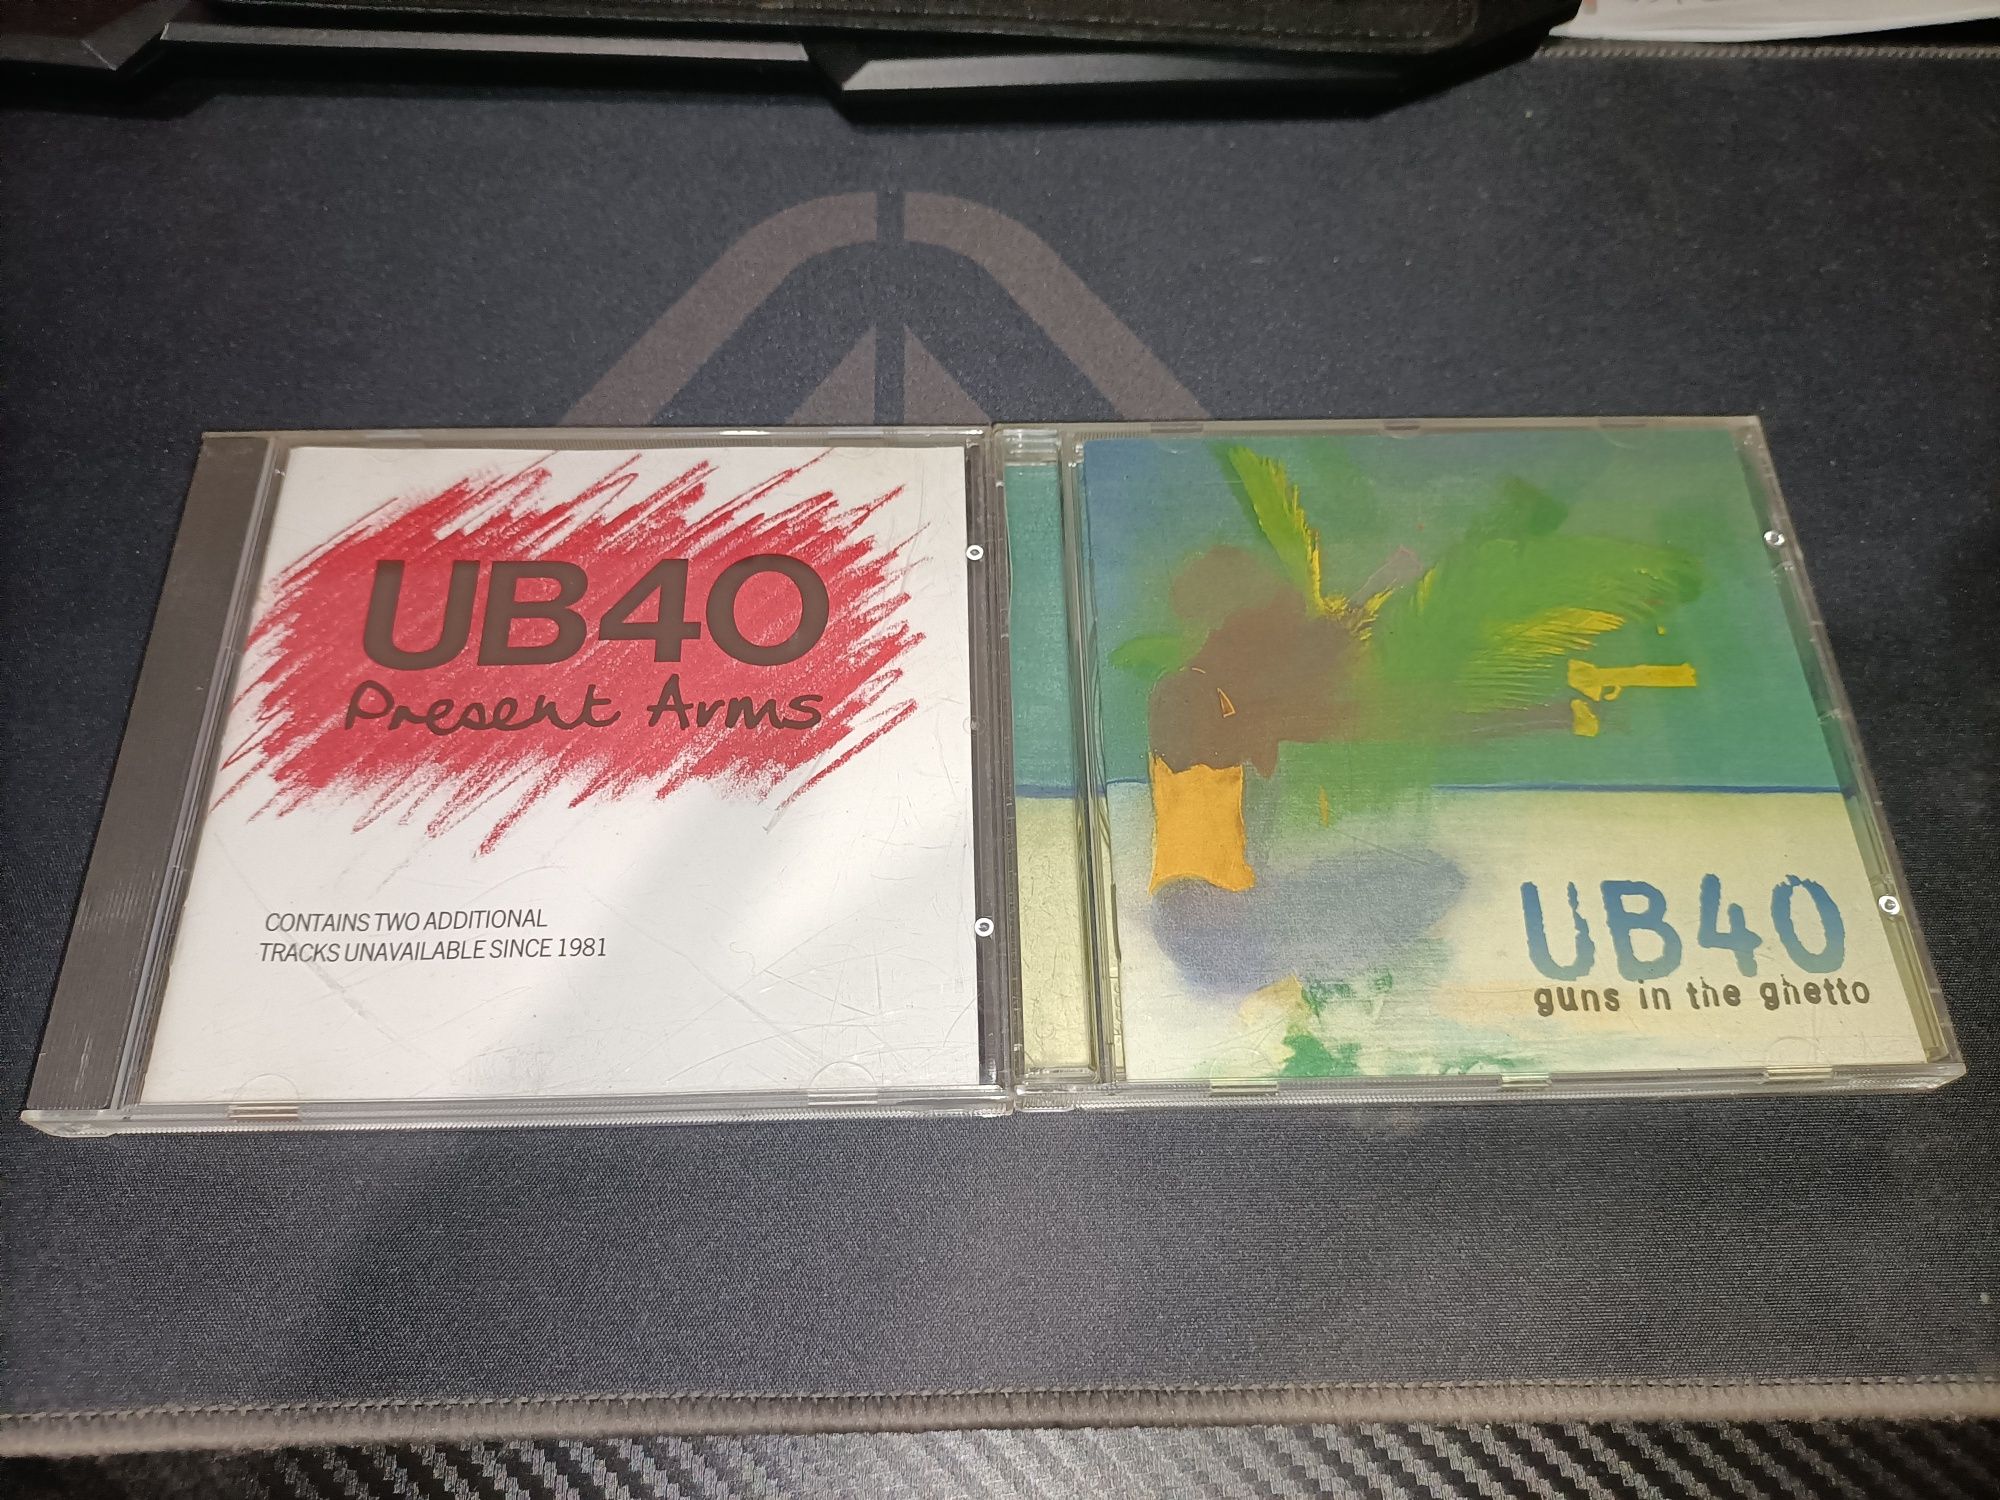 UB40
Present Arms
CONTAINS TWO ADDITIONAL
TRACKS UNAVAILABLE SINCE 1981
UB40
guns in the ghetto